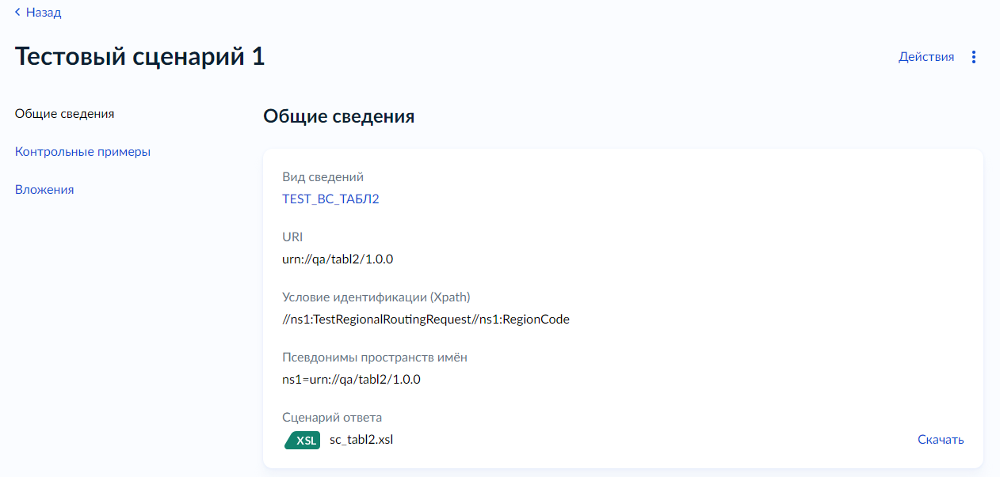 Назад
Тестовый сценарий 1
Действия
Общие сведения
Контрольные примеры
Вложения
Общие сведения
Вид сведений
TEST_ВС_ТАБЛ2
URI
urn://qa/tabl2/1.0.0
Условие идентификации (Xpath)
//ns1:TestRegionalRoutingRequest//ns1:RegionCode
Псевдонимы пространств имён
ns1=urn://qa/tabl2/1.0.0
Сценарий ответа
XSL sc_tabl2.xsl Скачать